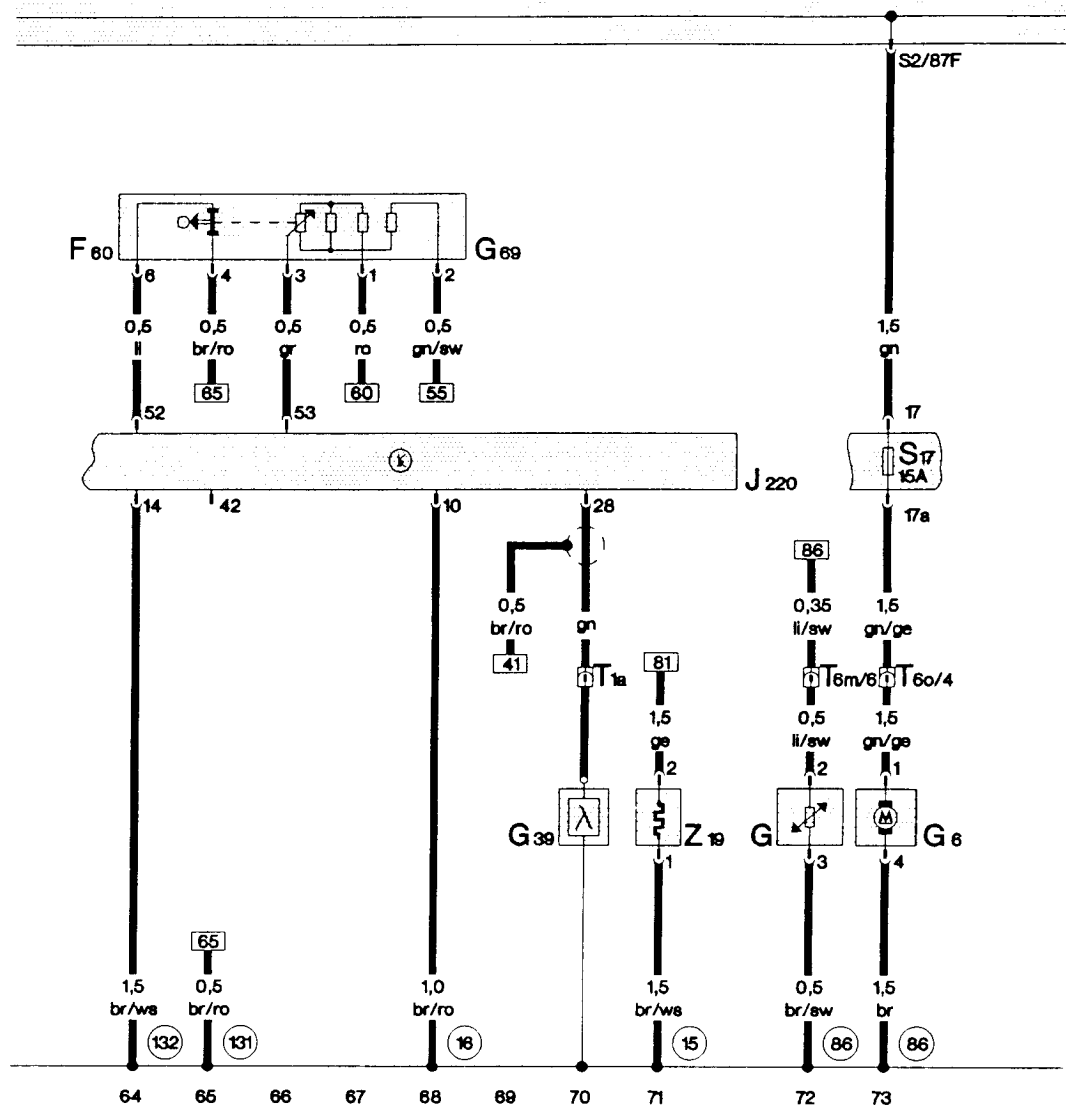 S2/87F
F 60
G 69
6 4 3 1 2
0,5 0,5 0,5 0,5 0,5 1,5
li br/ro gr ro gn/sw gn
65 60 55
52 53 17
S17
15A
J 220
14 42 10 28 17a
86
0,5 0,35 1,5
br/ro gn li/sw gn/ge
41 T1a 81 T6m/6 T6o/4
1,5 0,5 1,5
ge li/sw gn/ge
2 2 1
λ M
G 39 Z 19 G G 6
1 3 4
65
1,5 0,5 1,0 1,5 0,5 1,5
br/ws br/ro br/ro br/ws br/sw br
132 131 16 15 86 86
64 65 66 67 68 69 70 71 72 73